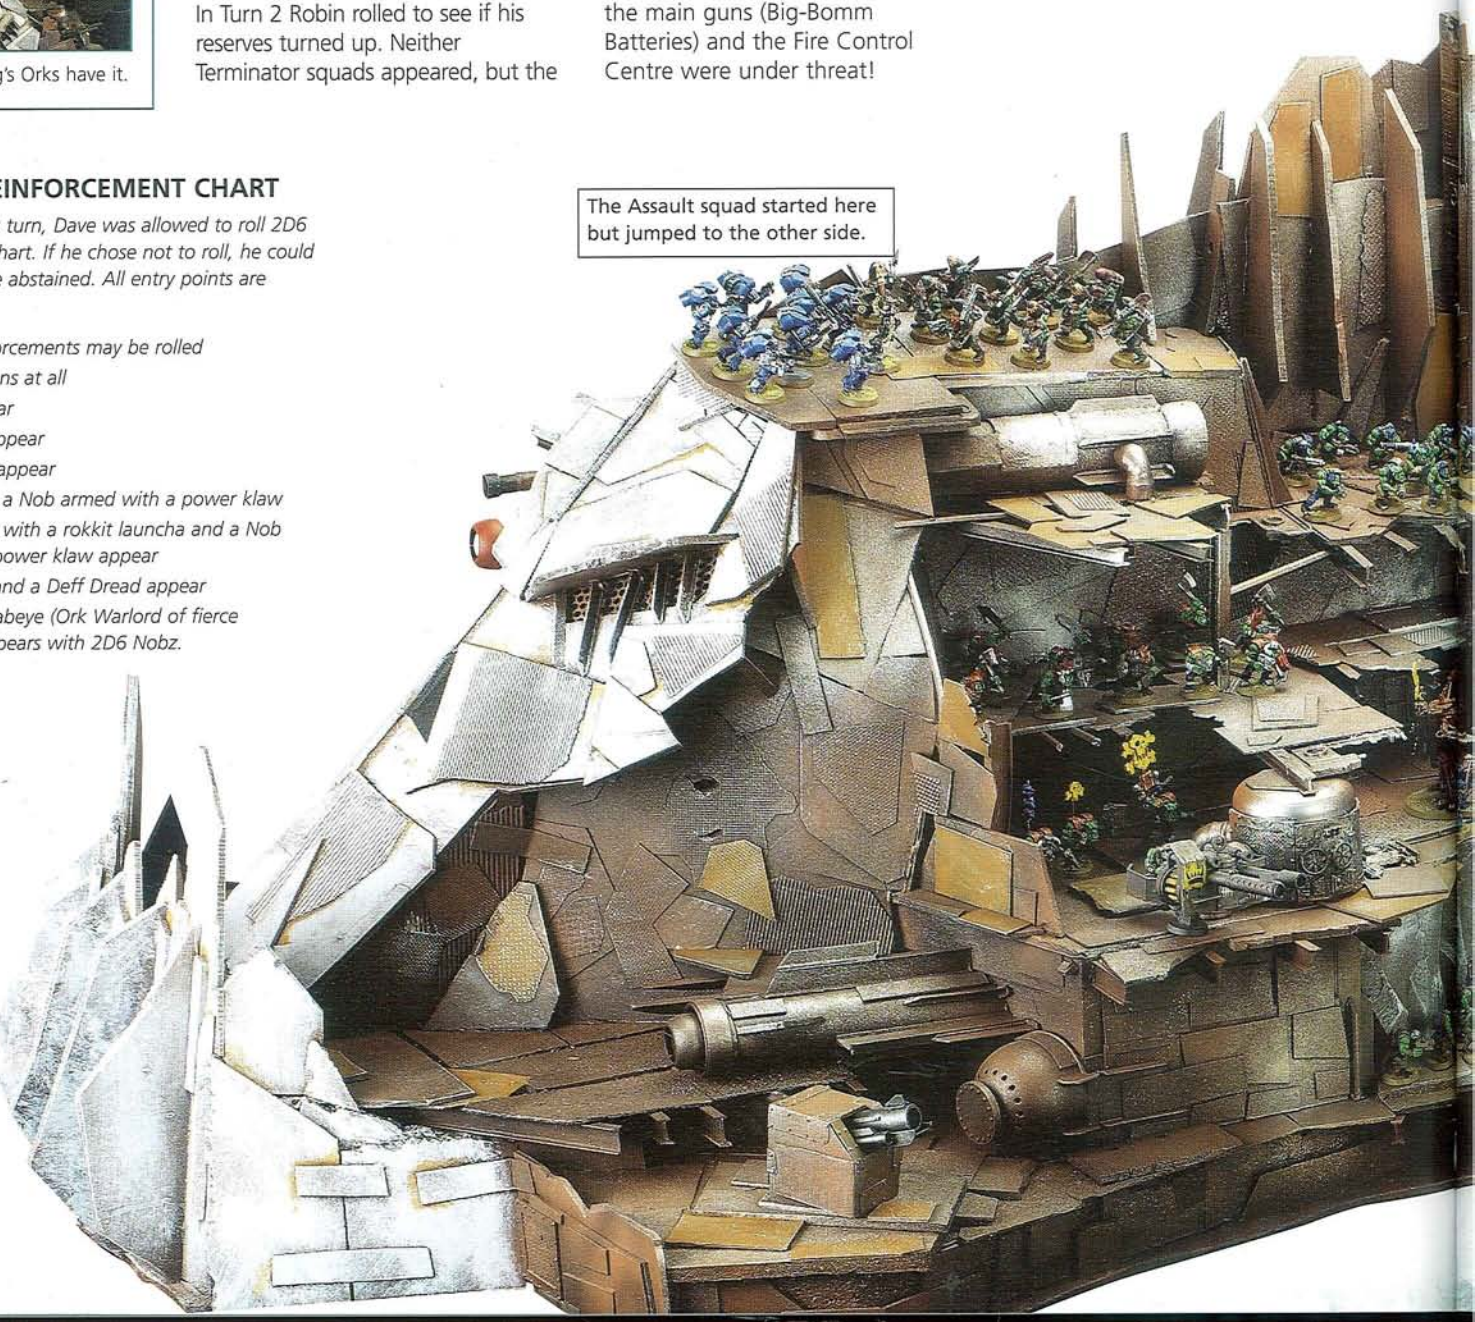 g's Orks have it.
In Turn 2 Robin rolled to see if his
reserves turned up. Neither
Terminator squads appeared, but the
the main guns (Big-Bomm
Batteries) and the Fire Control
Centre were under threat!
EINFORCEMENT CHART
turn, Dave was allowed to roll 2D6
hart. If he chose not to roll, he could
abstained. All entry points are
rcements may be rolled
ns at all
ar
ppear
appear
a Nob armed with a power klaw
with a rokkit launcha and a Nob
power klaw appear
nd a Deff Dread appear
abeye (Ork Warlord of fierce
pears with 2D6 Nobz.
The Assault squad started here
but jumped to the other side.